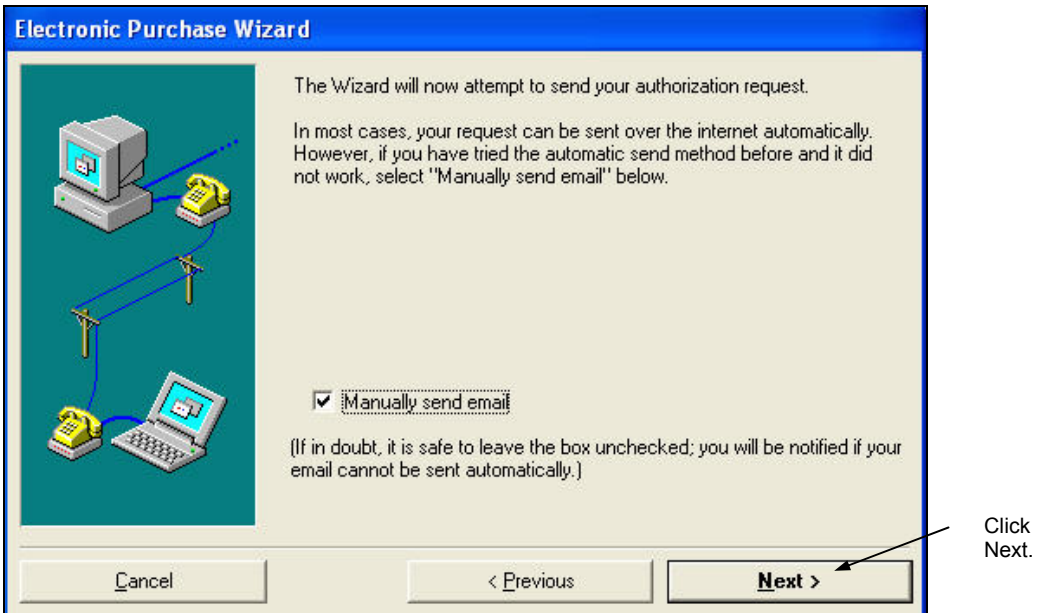 Electronic Purchase Wizard
The Wizard will now attempt to send your authorization request.
In most cases, your request can be sent over the internet automatically.
However, if you have tried the automatic send method before and it did
not work, select "Manually send email" below.
Manually send email
(If in doubt, it is safe to leave the box unchecked; you will be notified if your
email cannot be sent automatically.)
Click
Next.
Cancel
< Previous
Next >